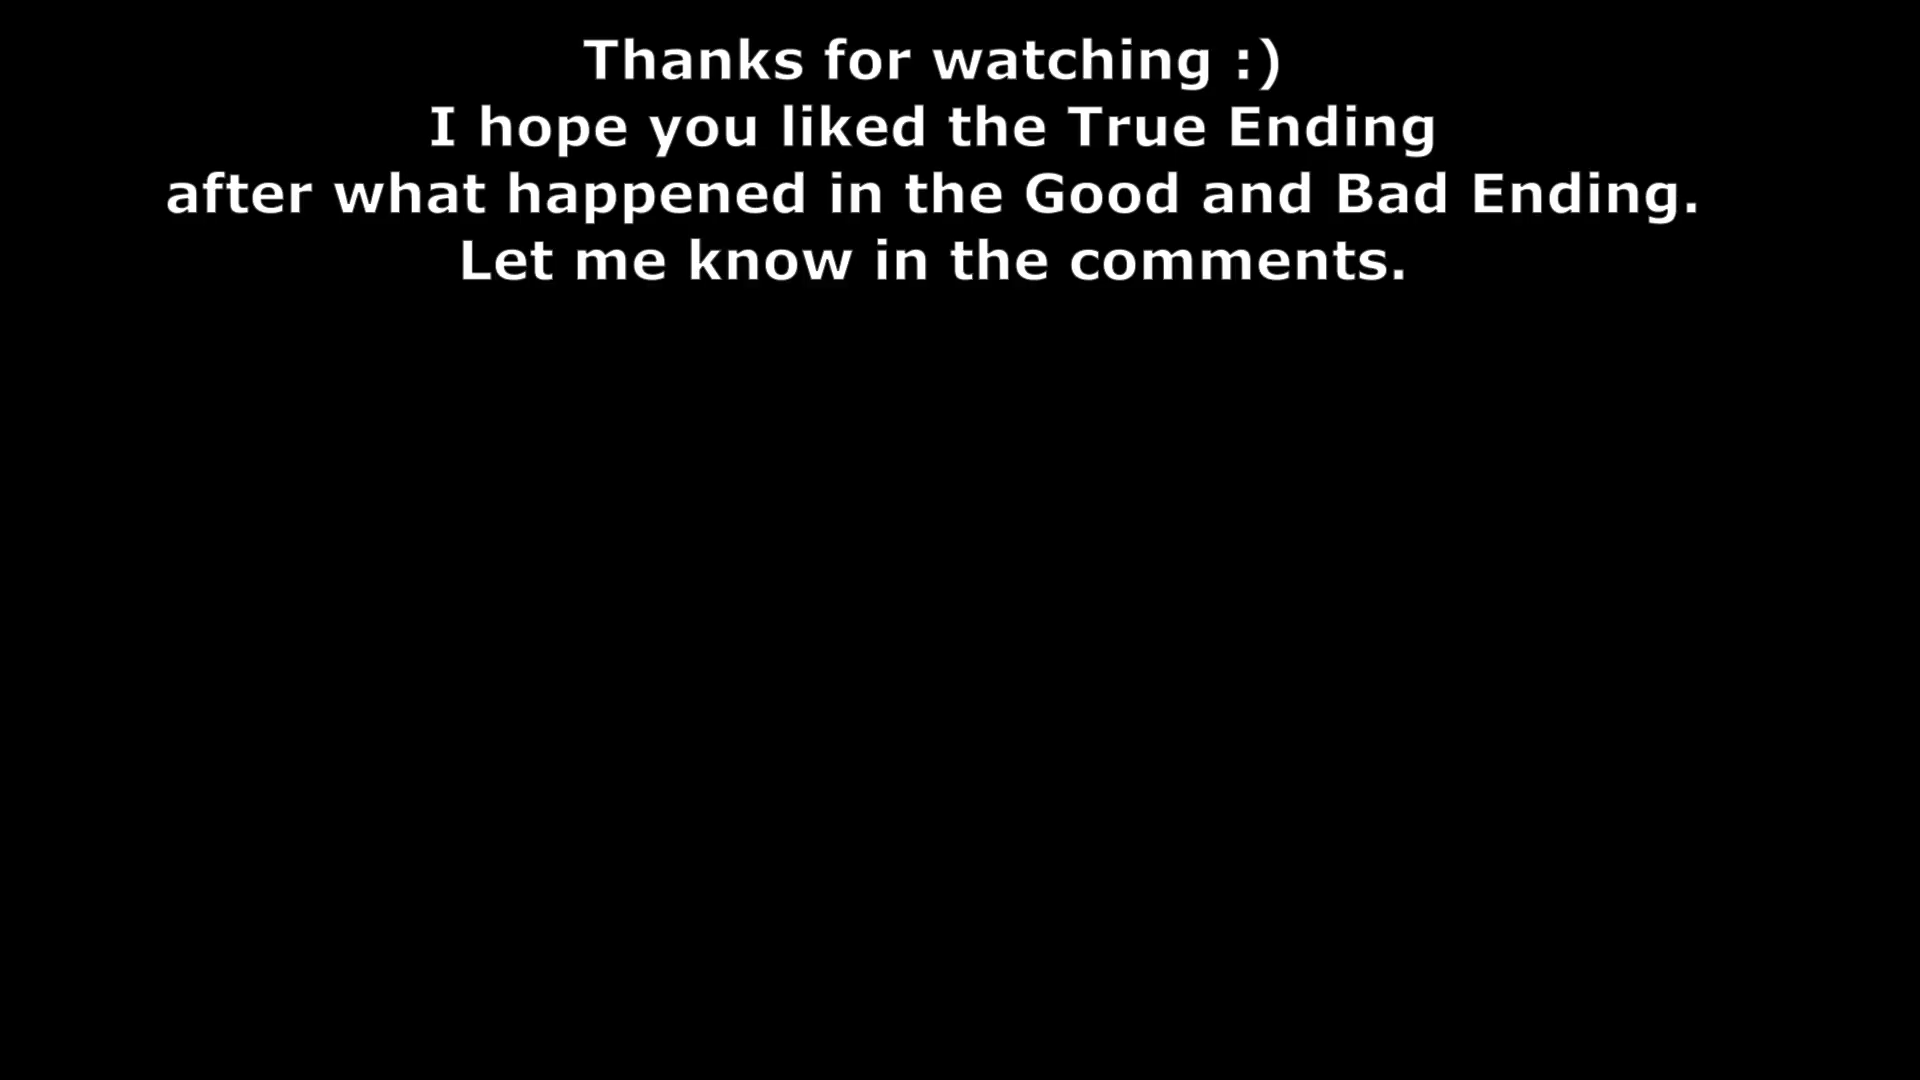 Thanks for watching :)
I hope you liked the True Ending
after what happened in the Good and Bad Ending.
Let me know in the comments.